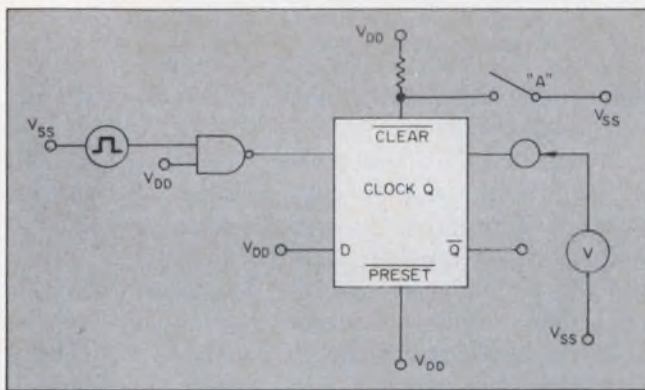 VDD
"A"
VSS
VSS
CLEAR
VDD
CLOCK Q
VDD
D
Q
V
PRESET
VSS
VDD